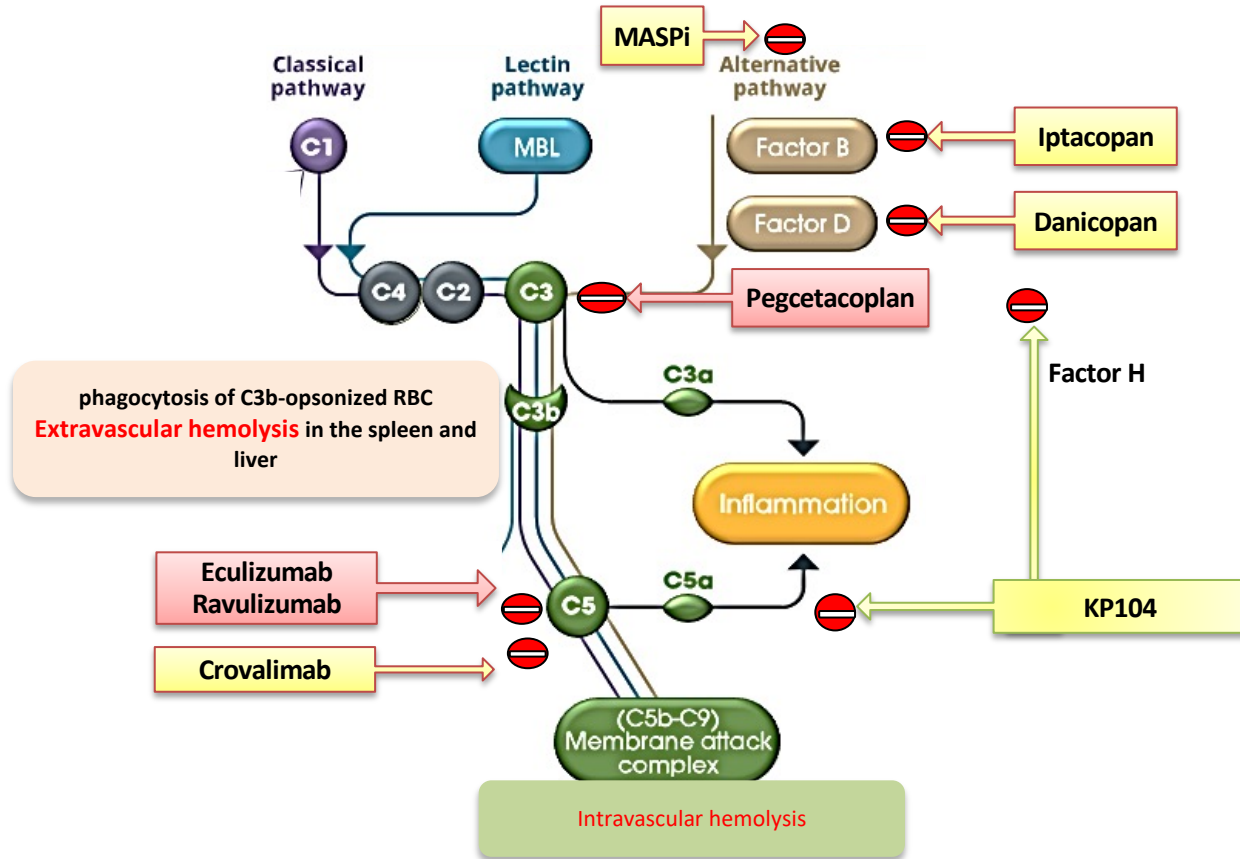 MASPi
Classical
pathway
Lectin
pathway
Alternative
pathway
C1
MBL
Factor B
Iptacopan
Factor D
Danicopan
C4
C2
C3
Pegcetacoplan
Factor H
phagocytosis of C3b-opsonized RBC
Extravascular hemolysis in the spleen and
liver
C3b
C3a
Inflammation
Eculizumab
Ravulizumab
C5
C5a
KP104
Crovalimab
(C5b-C9)
Membrane attack
complex
Intravascular hemolysis